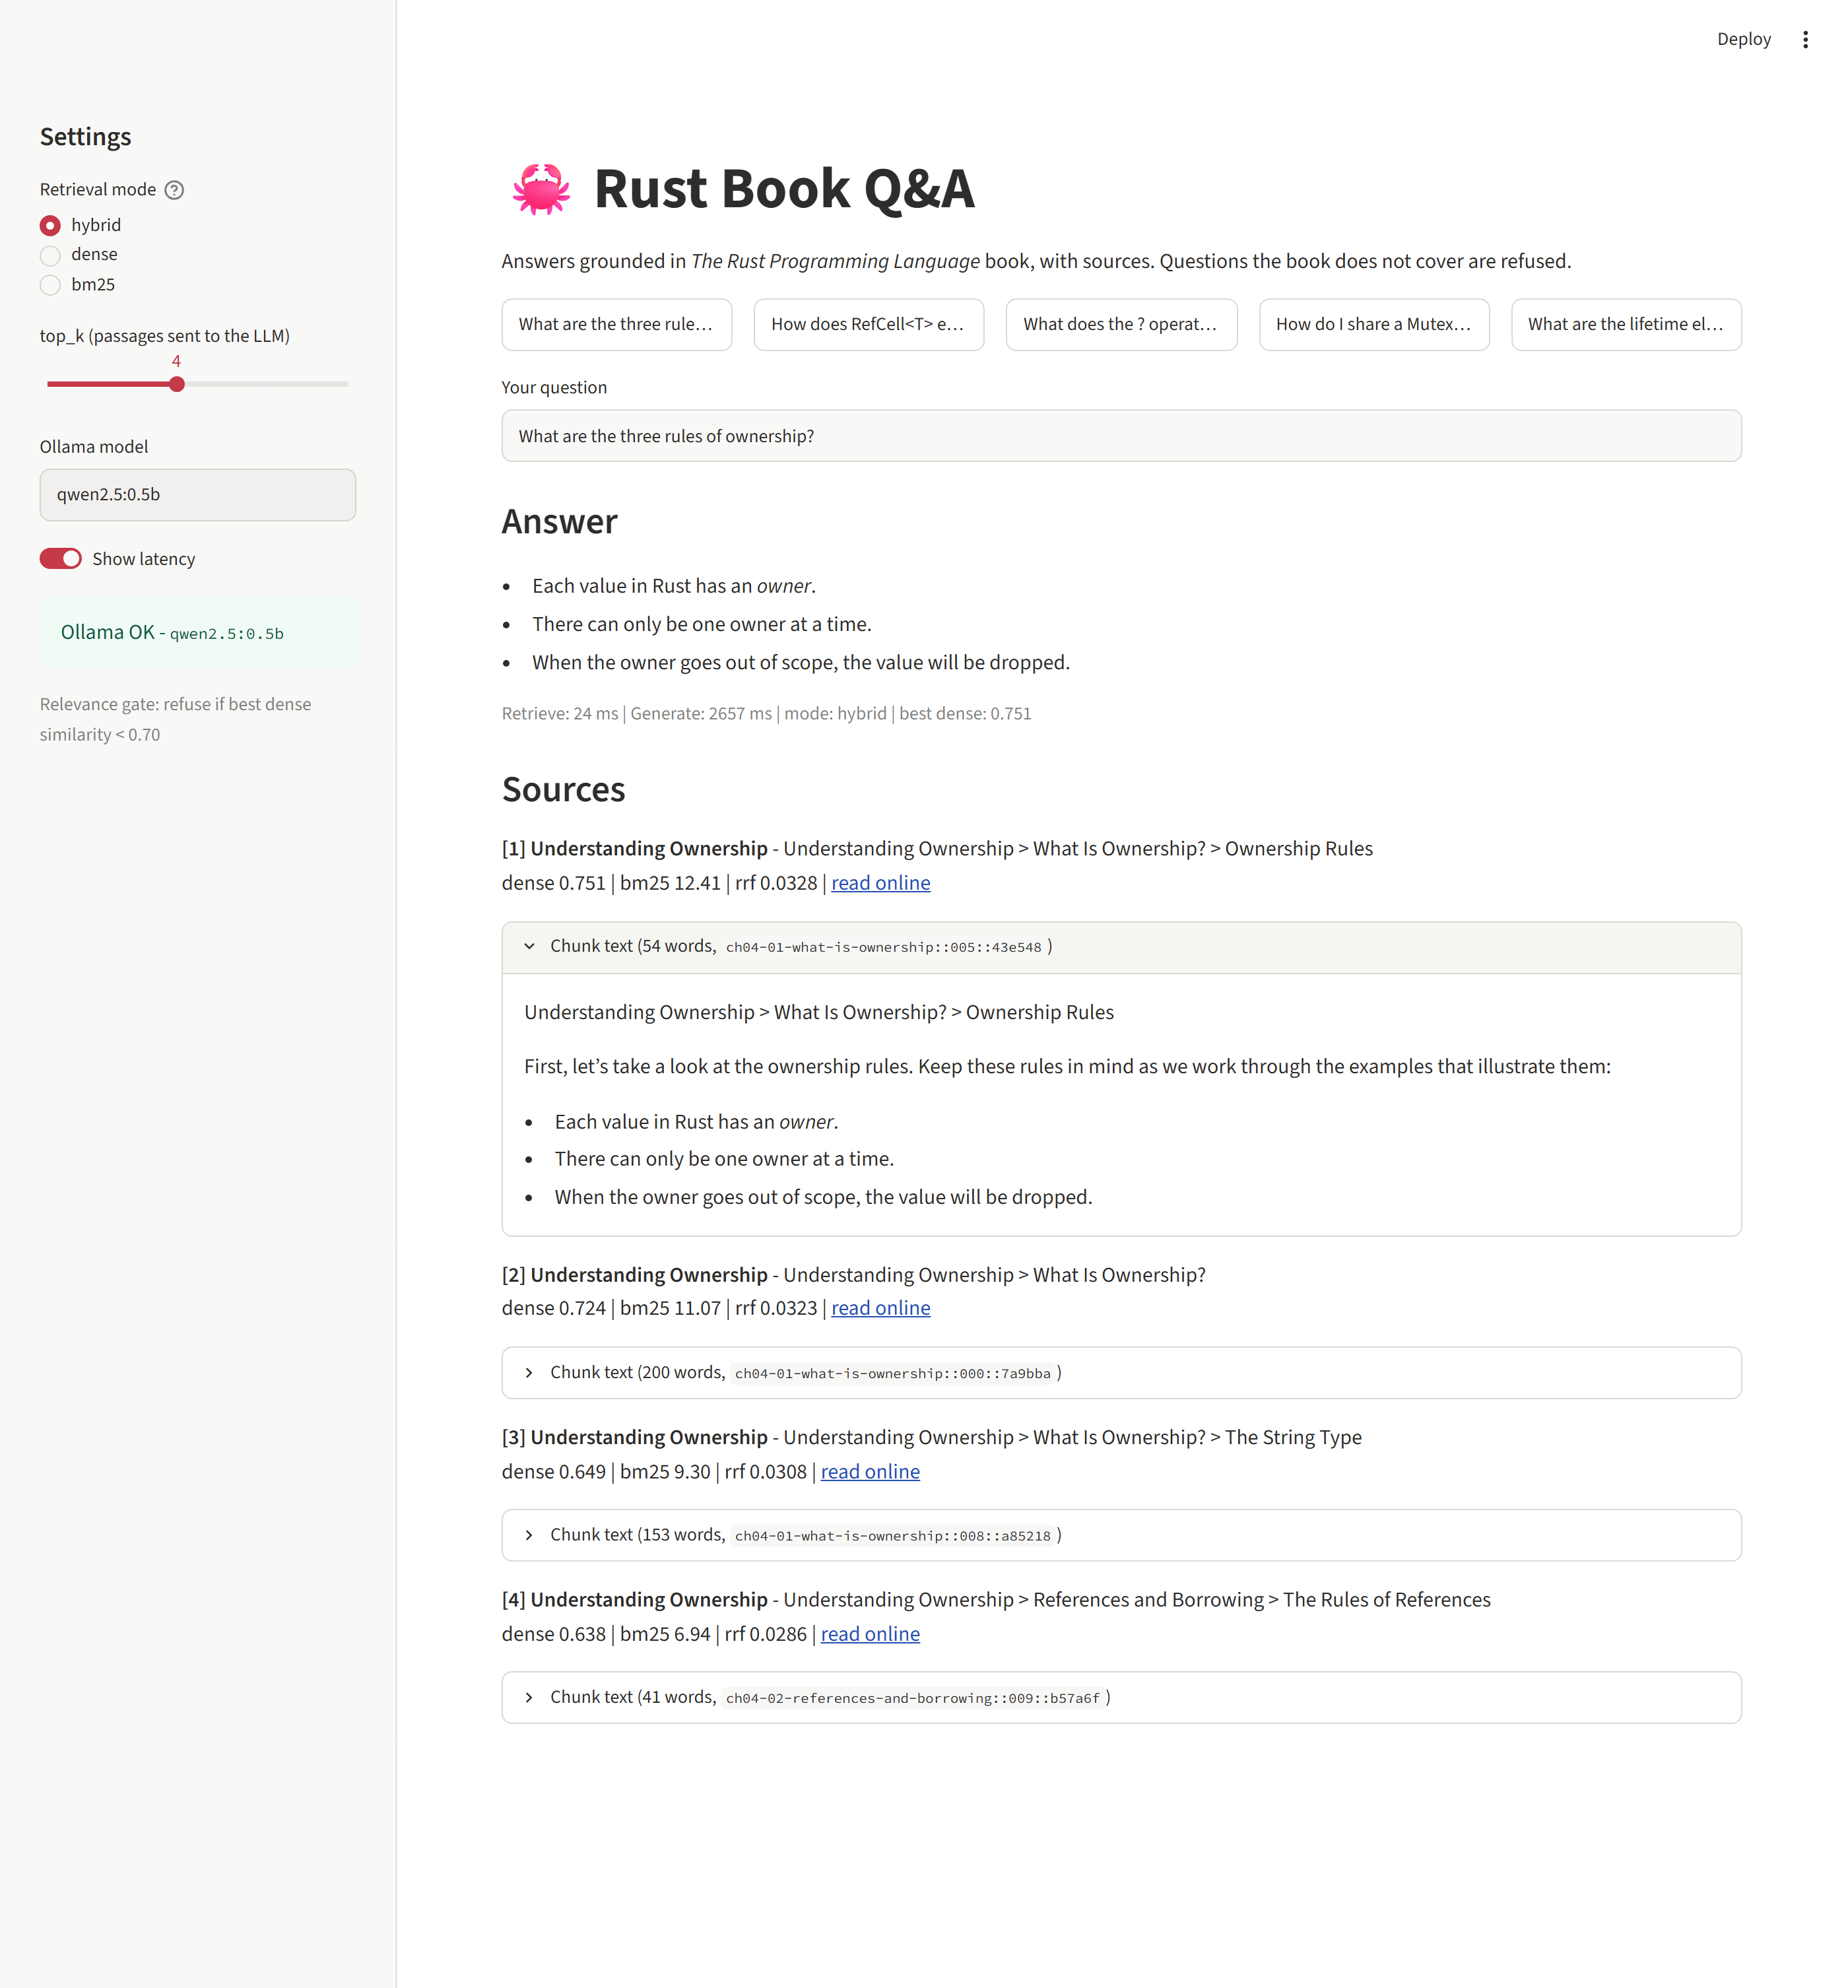 Deploy
Settings
Retrieval mode
hybrid
dense
bm25
top_k (passages sent to the LLM)
4
Ollama model
qwen2.5:0.5b
Show latency
Ollama OK - qwen2.5:0.5b
Relevance gate: refuse if best dense
similarity < 0.70
🦀 Rust Book Q&A
Answers grounded in The Rust Programming Language book, with sources. Questions the book does not cover are refused.
What are the three rule…
How does RefCell<T> e…
What does the ? operat…
How do I share a Mutex…
What are the lifetime el…
Your question
What are the three rules of ownership?
Answer
• Each value in Rust has an owner.
• There can only be one owner at a time.
• When the owner goes out of scope, the value will be dropped.
Retrieve: 24 ms | Generate: 2657 ms | mode: hybrid | best dense: 0.751
Sources
[1] Understanding Ownership - Understanding Ownership > What Is Ownership? > Ownership Rules
dense 0.751 | bm25 12.41 | rrf 0.0328 | read online
Chunk text (54 words, ch04-01-what-is-ownership::005::43e548 )
Understanding Ownership > What Is Ownership? > Ownership Rules
First, let’s take a look at the ownership rules. Keep these rules in mind as we work through the examples that illustrate them:
• Each value in Rust has an owner.
• There can only be one owner at a time.
• When the owner goes out of scope, the value will be dropped.
[2] Understanding Ownership - Understanding Ownership > What Is Ownership?
dense 0.724 | bm25 11.07 | rrf 0.0323 | read online
Chunk text (200 words, ch04-01-what-is-ownership::000::7a9bba )
[3] Understanding Ownership - Understanding Ownership > What Is Ownership? > The String Type
dense 0.649 | bm25 9.30 | rrf 0.0308 | read online
Chunk text (153 words, ch04-01-what-is-ownership::008::a85218 )
[4] Understanding Ownership - Understanding Ownership > References and Borrowing > The Rules of References
dense 0.638 | bm25 6.94 | rrf 0.0286 | read online
Chunk text (41 words, ch04-02-references-and-borrowing::009::b57a6f )